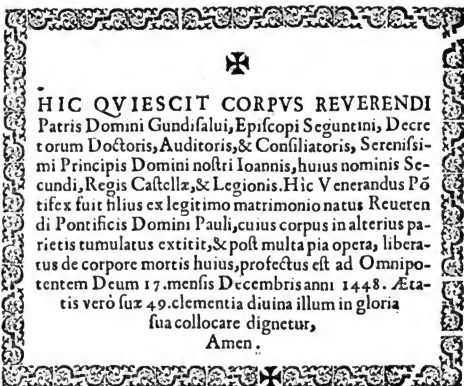 HIC QVIESCIT CORPVS REVERENDI
Patris Domini Gundisalui, Episcopi Seguntini, Decre
torum Doctoris, Auditoris, & Consiliatoris, Serenissi-
mi Principis Domini nostri Ioannis, huius nominis Se-
cundi, Regis Castellæ, & Legionis. Hic Venerandus Põ
tifex fuit filius ex legitimo matrimonio natus Reueren
di Pontificis Domini Pauli, cuius corpus in alterius pa-
rietis tumulatus extitit, & post multa pia opera, libera-
tus de corpore mortis huius, profectus est ad Omnipo-
tentem Deum 17. mensis Decembris anni 1448. Æta-
tis verò suæ 49. clementia diuina illum in gloria
sua collocare dignetur,
Amen.